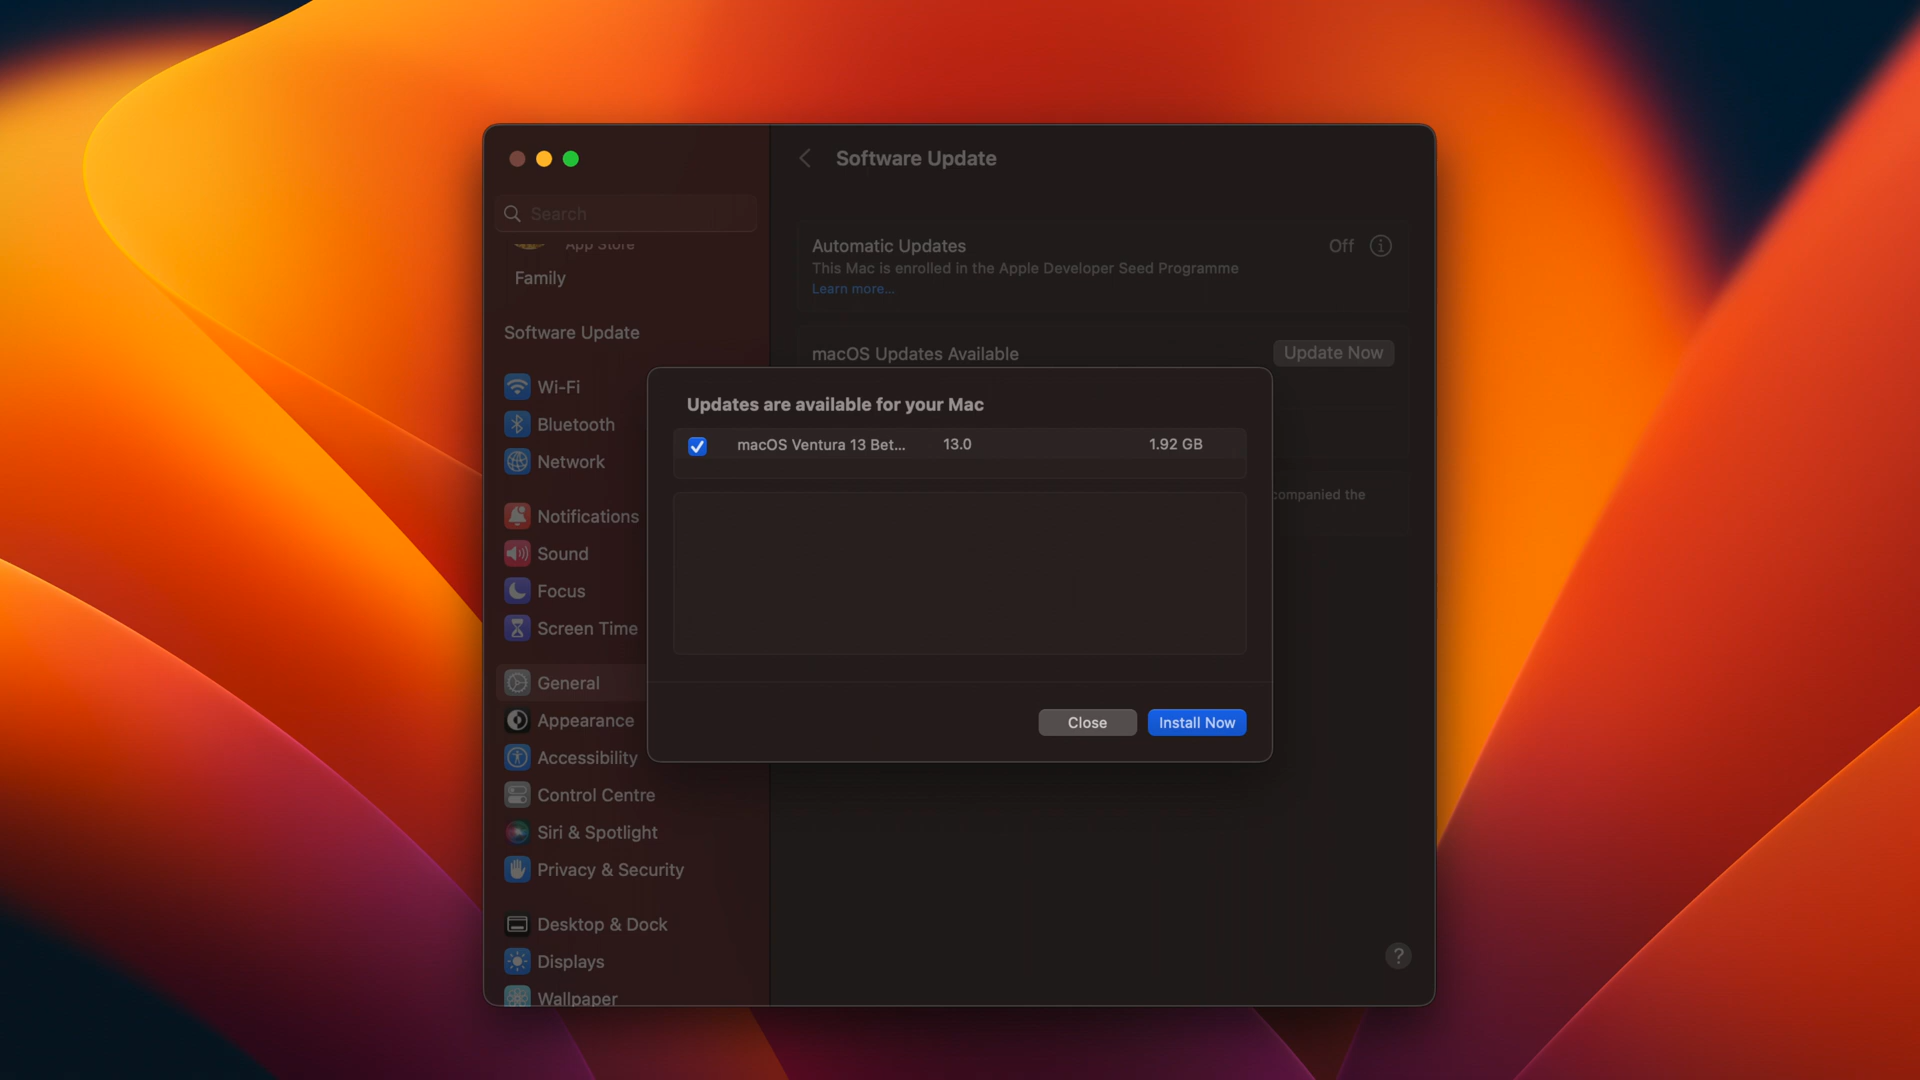 Software Update
Search
App Store
Family
Software Update
Wi-Fi
Bluetooth
Network
Notifications
Sound
Focus
Screen Time
General
Appearance
Accessibility
Control Centre
Siri & Spotlight
Privacy & Security
Desktop & Dock
Displays
Wallpaper
Automatic Updates
Off
This Mac is enrolled in the Apple Developer Seed Programme
Learn more...
macOS Updates Available
Update Now
companied the
Updates are available for your Mac
macOS Ventura 13 Bet... 13.0 1.92 GB
Close
Install Now
?